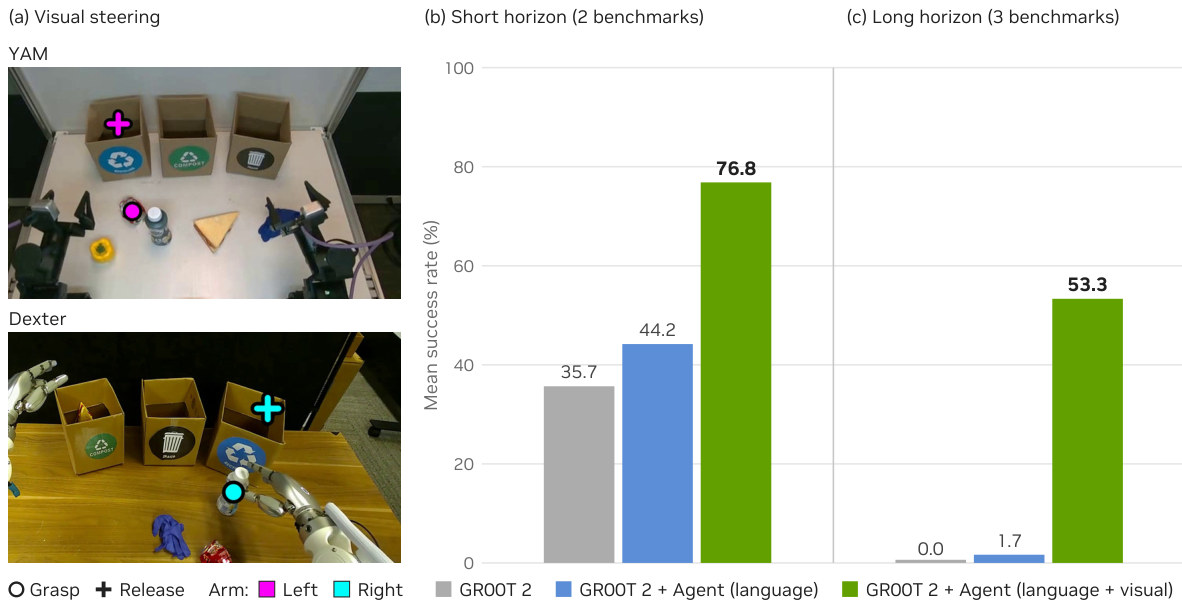 (a) Visual steering
YAM
COMPOST
Dexter
COMPOST
Grasp
Release
Arm:
Left
Right
(b) Short horizon (2 benchmarks)
(c) Long horizon (3 benchmarks)
Mean success rate (%)
100
80
60
40
20
0
35.7
44.2
76.8
0.0
1.7
53.3
GR00T 2
GR00T 2 + Agent (language)
GR00T 2 + Agent (language + visual)